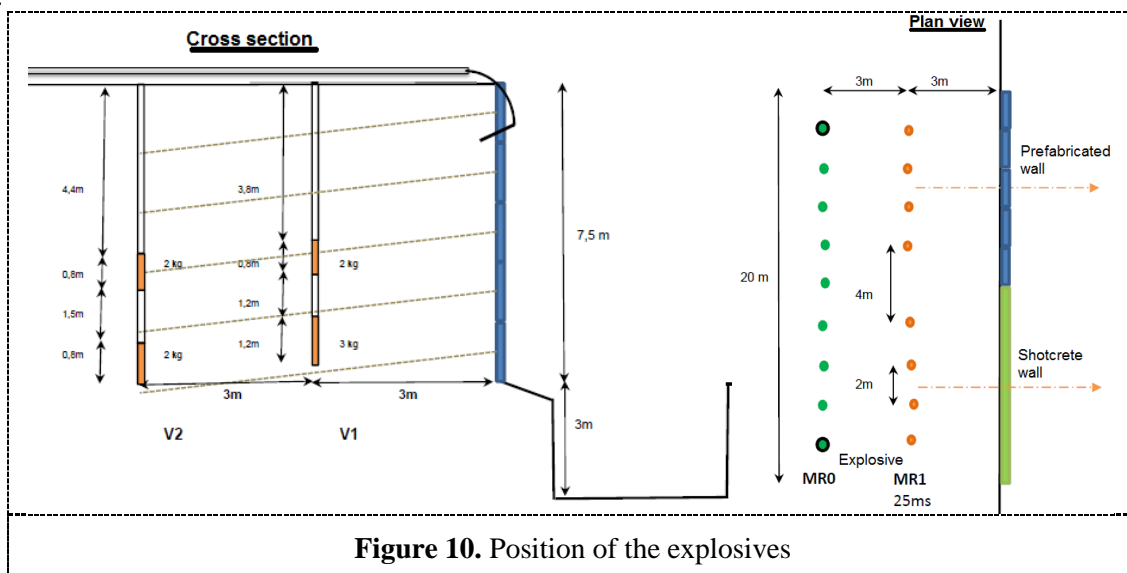 Cross section
4,4m
0,8m
1,5m
0,8m
2 kg
2 kg
3,8m
0,8m
1,2m
1,2m
2 kg
3 kg
3m
3m
V2
V1
7,5 m
3m
Plan view
3m
3m
20 m
4m
2m
Prefabricated
wall
Shotcrete
wall
Explosive
MR0
MR1
25ms
Figure 10. Position of the explosives